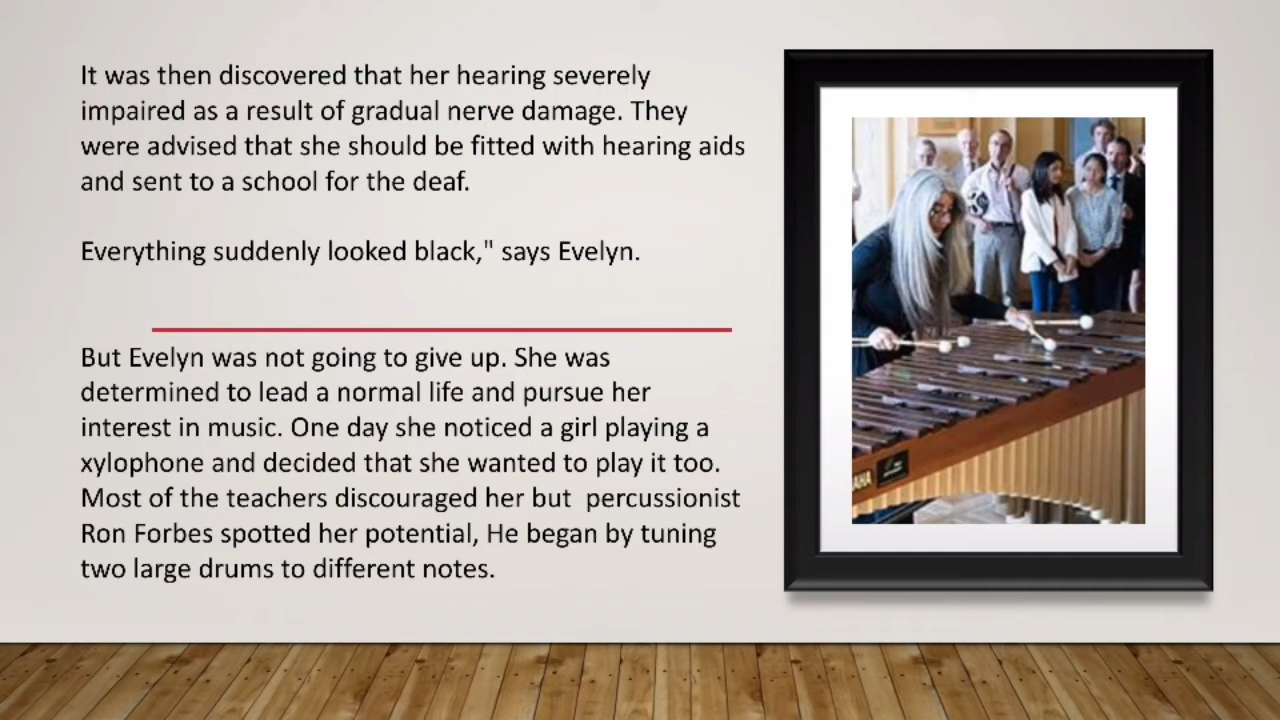 It was then discovered that her hearing severely
impaired as a result of gradual nerve damage. They
were advised that she should be fitted with hearing aids
and sent to a school for the deaf.
Everything suddenly looked black," says Evelyn.
But Evelyn was not going to give up. She was
determined to lead a normal life and pursue her
interest in music. One day she noticed a girl playing a
xylophone and decided that she wanted to play it too.
Most of the teachers discouraged her but  percussionist
Ron Forbes spotted her potential, He began by tuning
two large drums to different notes.
AHA